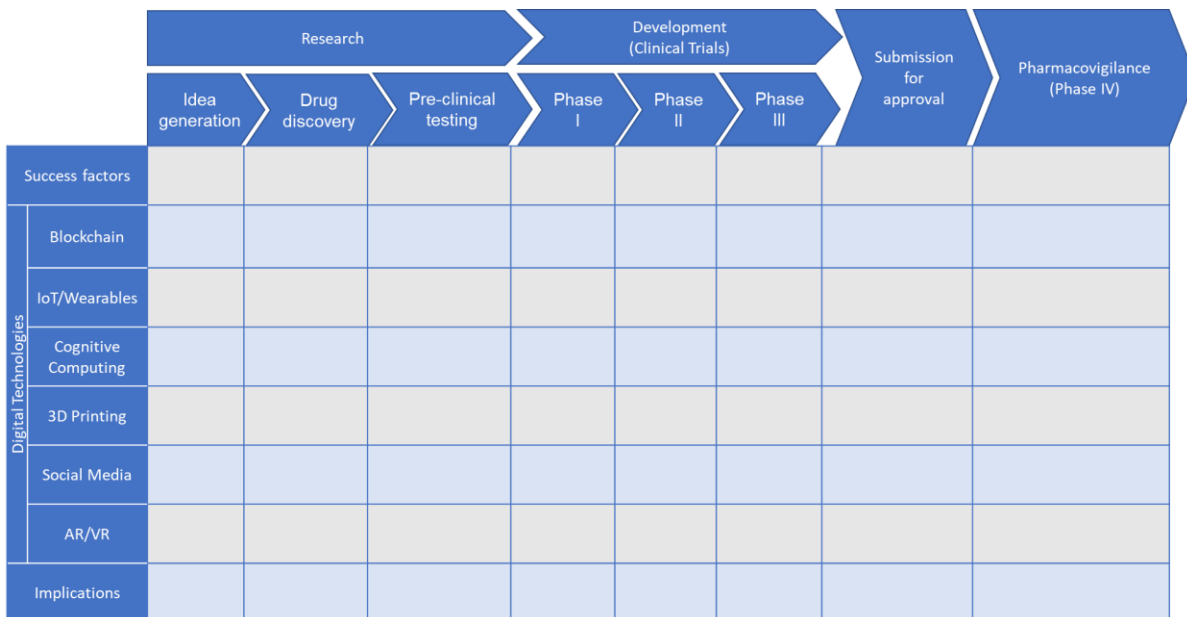 Research
Development
(Clinical Trials)
Submission
for
approval
Pharmacovigilance
(Phase IV)
Idea
generation
Drug
discovery
Pre-clinical
testing
Phase
I
Phase
II
Phase
III
Success factors
Digital Technologies
Blockchain
IoT/Wearables
Cognitive
Computing
3D Printing
Social Media
AR/VR
Implications